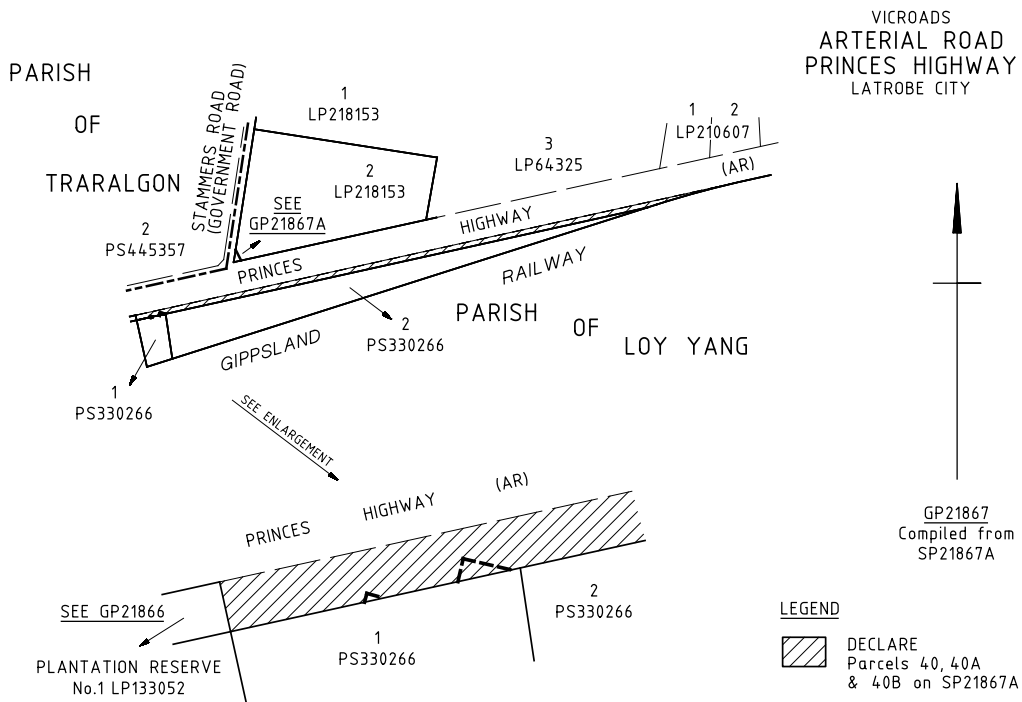 VICROADS
ARTERIAL ROAD
PRINCES HIGHWAY
LATROBE CITY
PARISH
OF
TRARALGON
STAMMERS ROAD
(GOVERNMENT ROAD)
1
LP218153
2
LP218153
3
LP64325
1 2
LP210607
(AR)
SEE
GP21867A
2
PS445357
PRINCES HIGHWAY
GIPPSLAND RAILWAY
2
PS330266
PARISH OF LOY YANG
1
PS330266
SEE ENLARGEMENT
PRINCES HIGHWAY (AR)
SEE GP21866
PLANTATION RESERVE
No.1 LP133052
1
PS330266
2
PS330266
GP21867
Compiled from
SP21867A
LEGEND
DECLARE
Parcels 40, 40A
& 40B on SP21867A